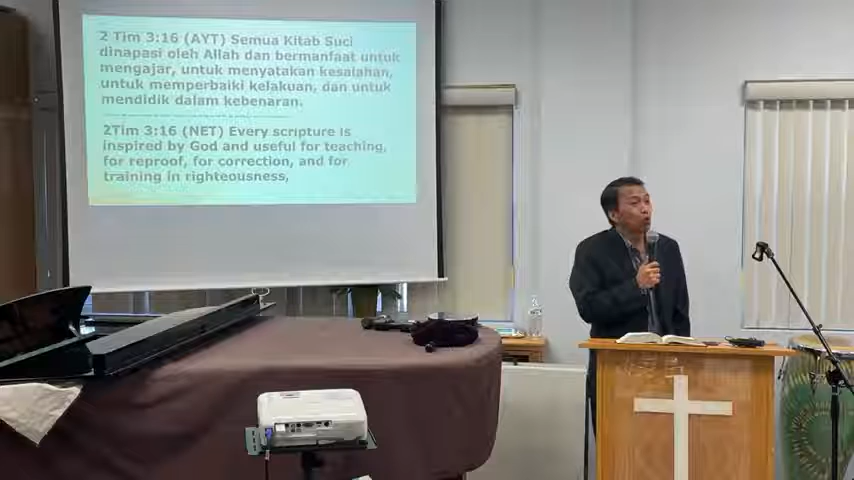 2 Tim 3:16 (AYT) Semua Kitab Suci
dinapasi oleh Allah dan bermanfaat untuk
mengajar, untuk menyatakan kesalahan,
untuk memperbaiki kelakuan, dan untuk
mendidik dalam kebenaran.
2Tim 3:16 (NET) Every scripture is
inspired by God and useful for teaching,
for reproof, for correction, and for
training in righteousness,